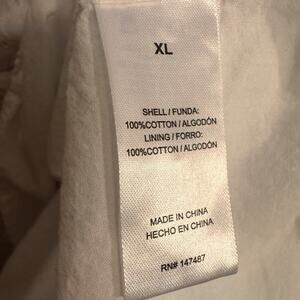 XL
SHELL / FUNDA:
100%COTTON / ALGODÓN
LINING / FORRO:
100%COTTON / ALGODÓN
MADE IN CHINA
HECHO EN CHINA
RN# 147487